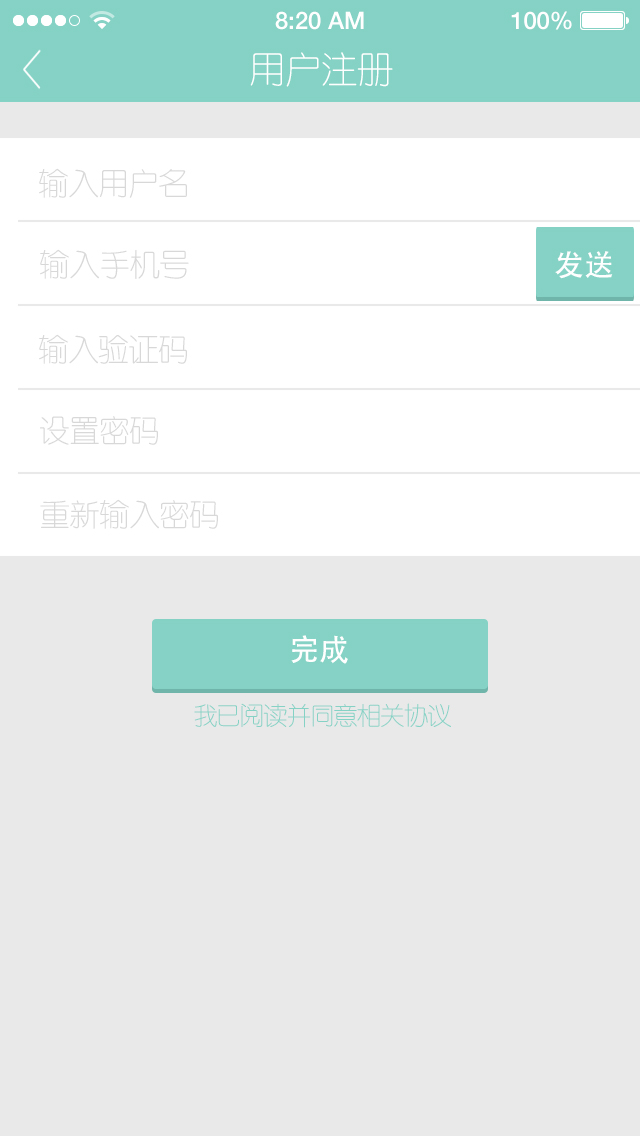 8:20 AM 100%
用户注册
输入用户名
输入手机号 发送
输入验证码
设置密码
重新输入密码
完成
我已阅读并同意相关协议